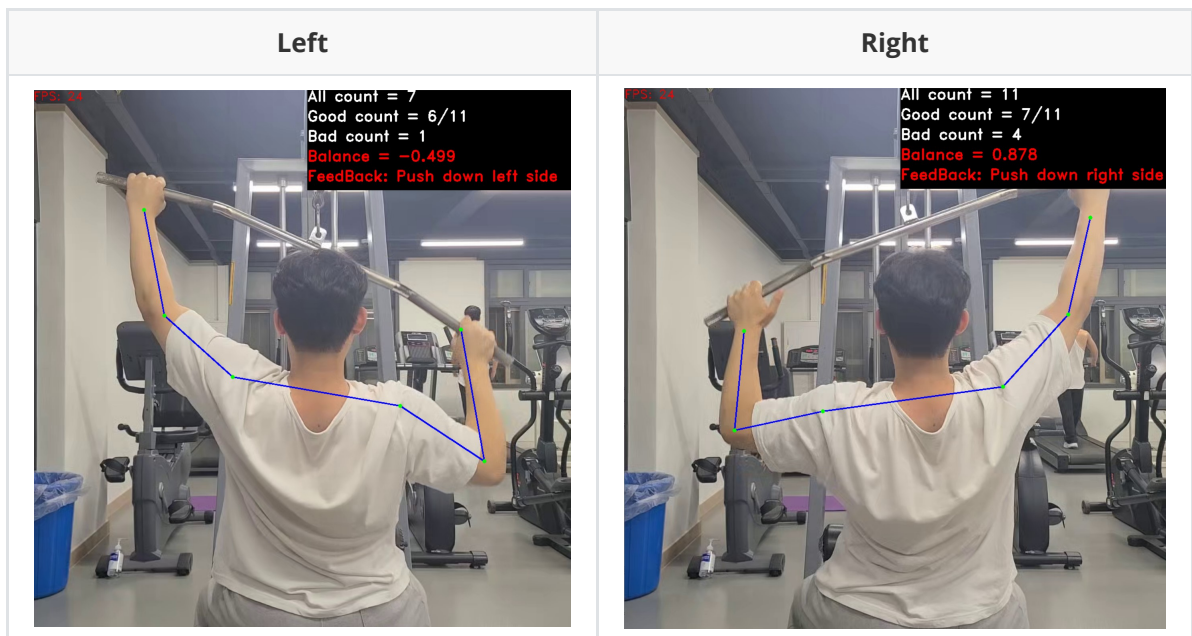 Left
Right
FPS: 24
All count = 7
Good count = 6/11
Bad count = 1
Balance = -0.499
FeedBack: Push down left side
FPS: 24
All count = 11
Good count = 7/11
Bad count = 4
Balance = 0.878
FeedBack: Push down right side